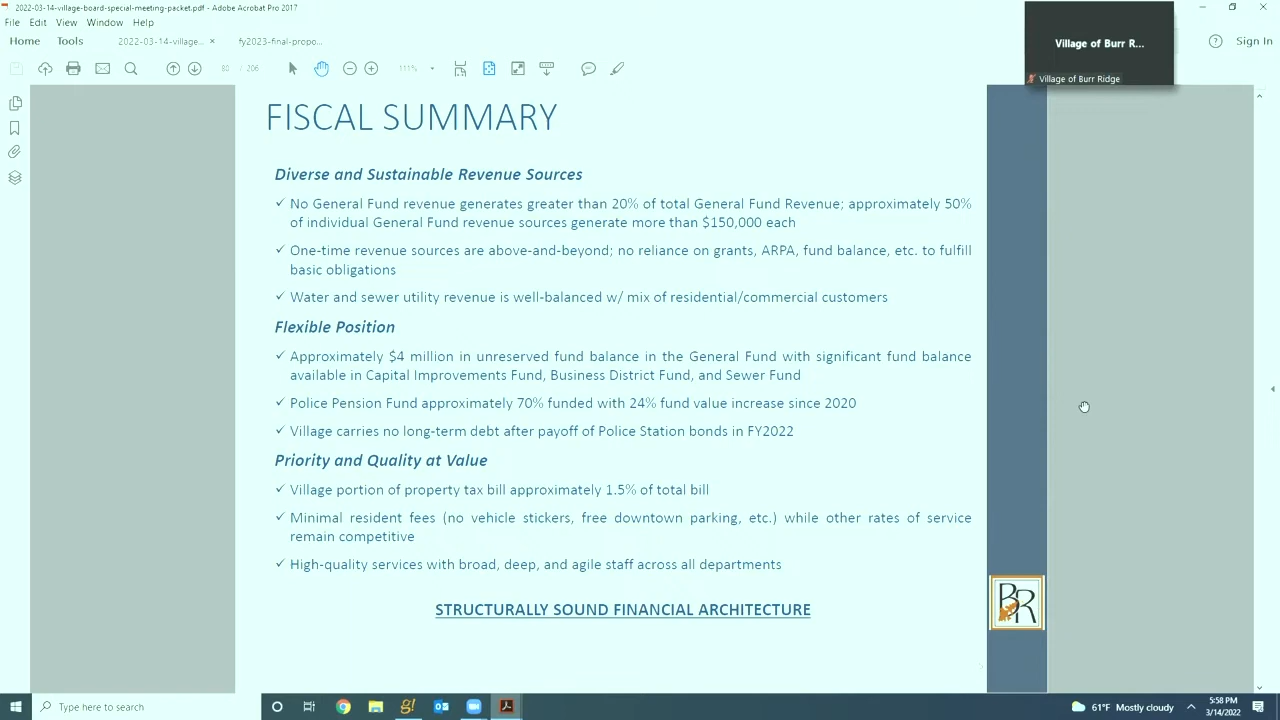 2022-03-14-village-board-special-meeting-packet.pdf - Adobe Acrobat Pro 2017
File Edit View Window Help
Home Tools 2022-03-14-village... × fy2023-final-propo...
Sign In
80 / 206
111%
Village of Burr R...
Village of Burr Ridge
FISCAL SUMMARY
Diverse and Sustainable Revenue Sources
✓ No General Fund revenue generates greater than 20% of total General Fund Revenue; approximately 50%
of individual General Fund revenue sources generate more than $150,000 each
✓ One-time revenue sources are above-and-beyond; no reliance on grants, ARPA, fund balance, etc. to fulfill
basic obligations
✓ Water and sewer utility revenue is well-balanced w/ mix of residential/commercial customers
Flexible Position
✓ Approximately $4 million in unreserved fund balance in the General Fund with significant fund balance
available in Capital Improvements Fund, Business District Fund, and Sewer Fund
✓ Police Pension Fund approximately 70% funded with 24% fund value increase since 2020
✓ Village carries no long-term debt after payoff of Police Station bonds in FY2022
Priority and Quality at Value
✓ Village portion of property tax bill approximately 1.5% of total bill
✓ Minimal resident fees (no vehicle stickers, free downtown parking, etc.) while other rates of service
remain competitive
✓ High-quality services with broad, deep, and agile staff across all departments
STRUCTURALLY SOUND FINANCIAL ARCHITECTURE
BR
Type here to search
61°F Mostly cloudy
5:58 PM
3/14/2022